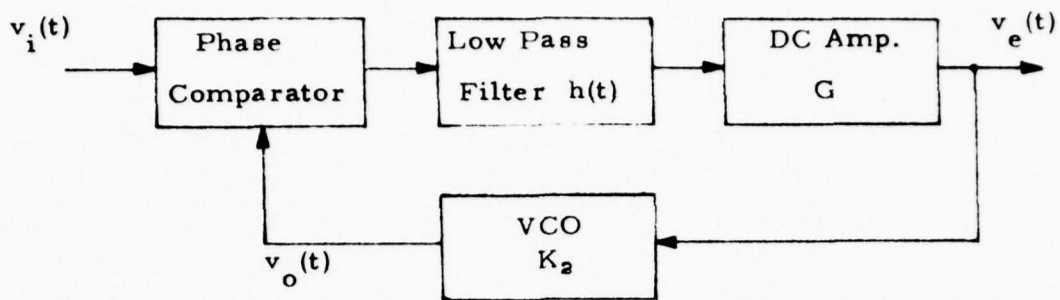 v_i(t)
Phase
Comparator
Low Pass
Filter h(t)
DC Amp.
G
v_e(t)
v_o(t)
VCO
K_2